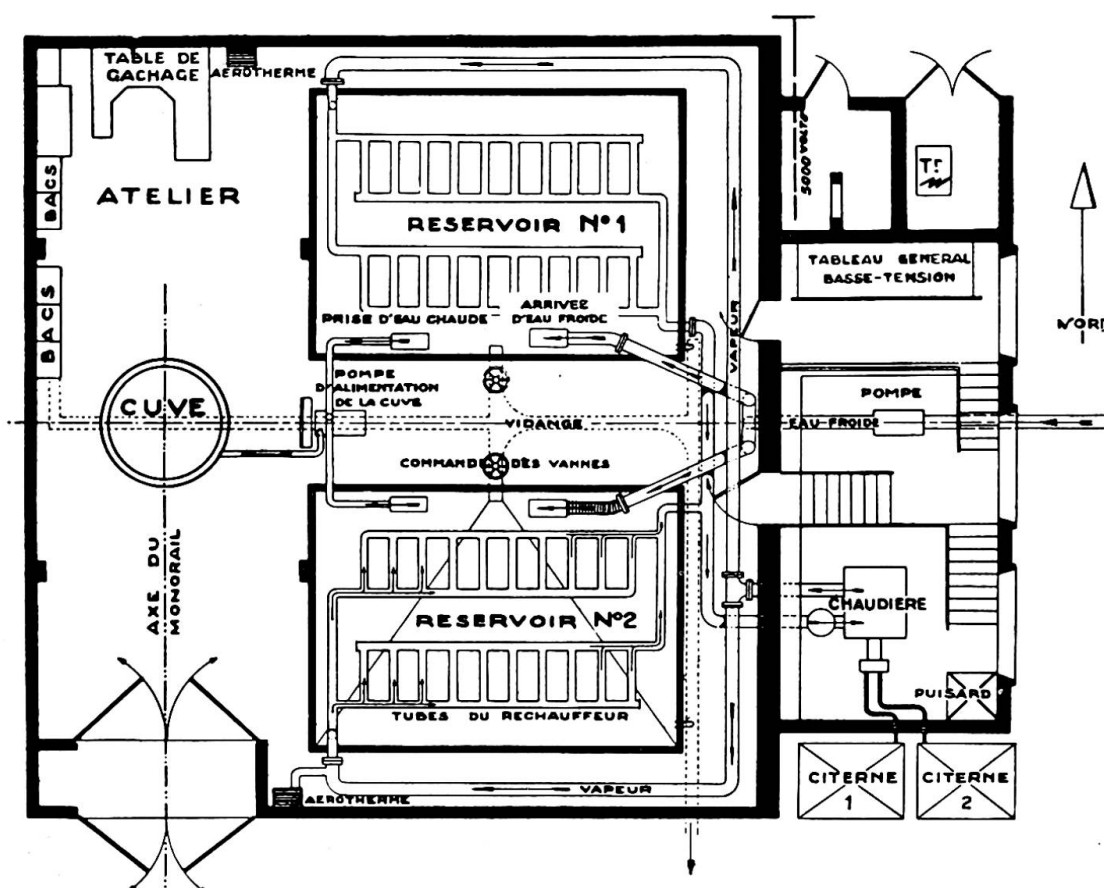 TABLE DE
GACHAGE
AEROTHERME
5000 VOLTS
Tr
BACS
ATELIER
RESERVOIR Nº1
TABLEAU GENERAL
BASSE-TENSION
NORD
BACS
PRISE D'EAU CHAUDE
ARRIVEE
D'EAU FROIDE
VAPEUR
POMPE
D'ALIMENTATION
DE LA CUVE
CUVE
VIDANGE
POMPE
EAU FROIDE
COMMANDE DES VANNES
AXE DU
MONORAIL
RESERVOIR Nº2
CHAUDIERE
TUBES DU RECHAUFFEUR
PUISARD
AEROTHERME
VAPEUR
CITERNE
1
CITERNE
2